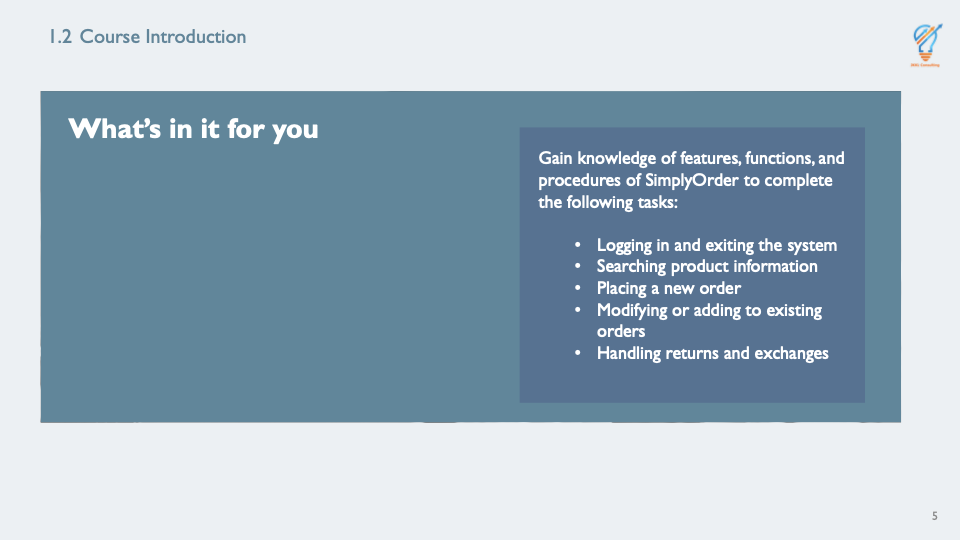 1.2 Course Introduction
What's in it for you
Gain knowledge of features, functions, and
procedures of SimplyOrder to complete
the following tasks:
• Logging in and exiting the system
• Searching product information
• Placing a new order
• Modifying or adding to existing
orders
• Handling returns and exchanges
5